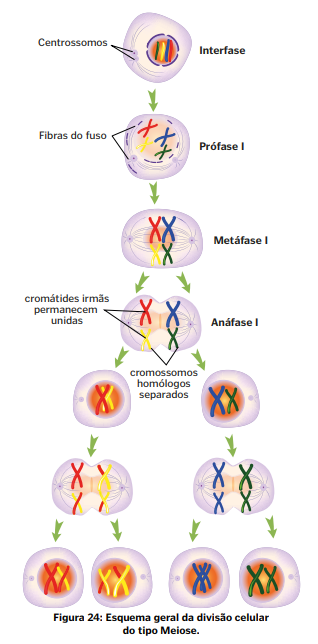 Centrossomos
Interfase
Fibras do fuso
Prófase I
Metáfase I
cromátides irmãs
permanecem
unidas
Anáfase I
cromossomos
homólogos
separados
Figura 24: Esquema geral da divisão celular
do tipo Meiose.